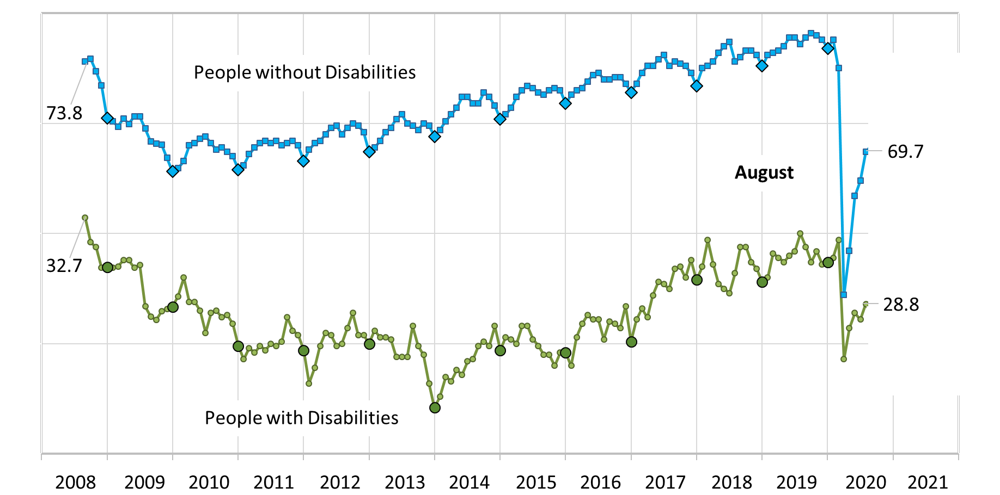 People without Disabilities
73.8
69.7
August
32.7
28.8
People with Disabilities
2008 2009 2010 2011 2012 2013 2014 2015 2016 2017 2018 2019 2020 2021